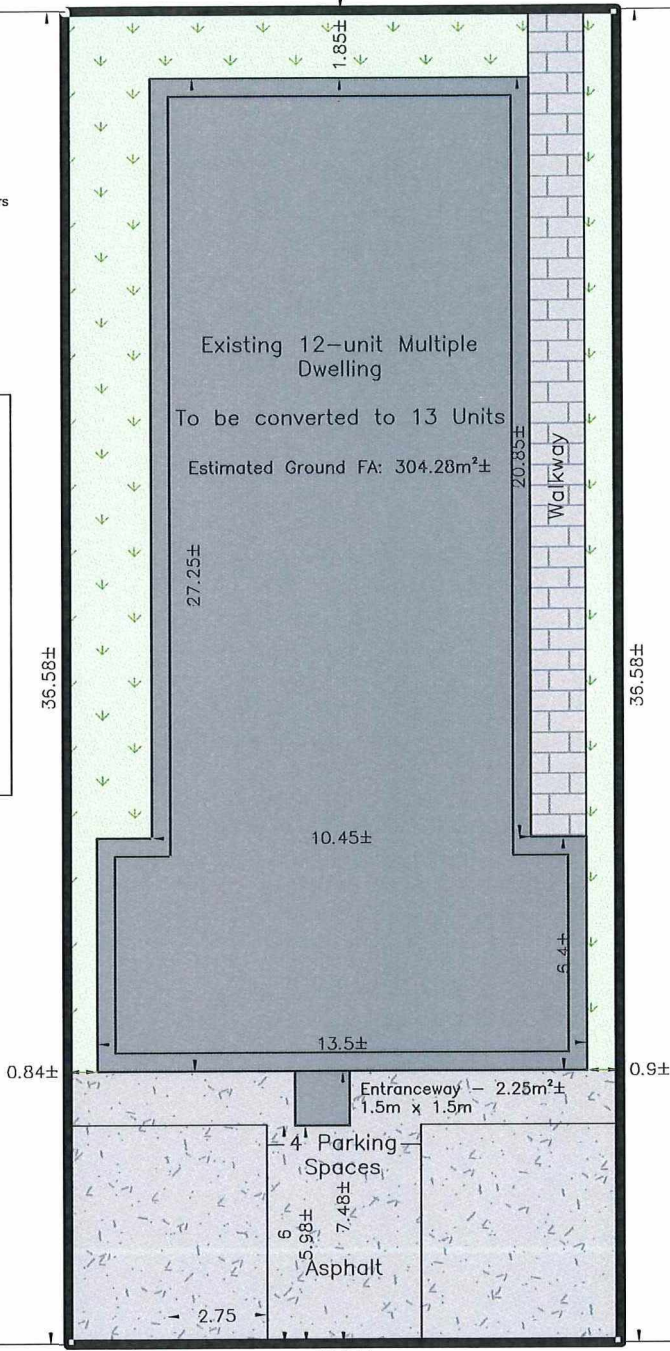 1.85±
rs
Existing 12-unit Multiple
Dwelling
To be converted to 13 Units
Estimated Ground FA: 304.28m²±
20.85±
Walkway
27.25±
36.58±
36.58±
10.45±
6.4±
13.5±
0.84±
0.9±
Entranceway – 2.25m²±
1.5m x 1.5m
4 Parking
Spaces
6
5.98±
7.48±
Asphalt
2.75